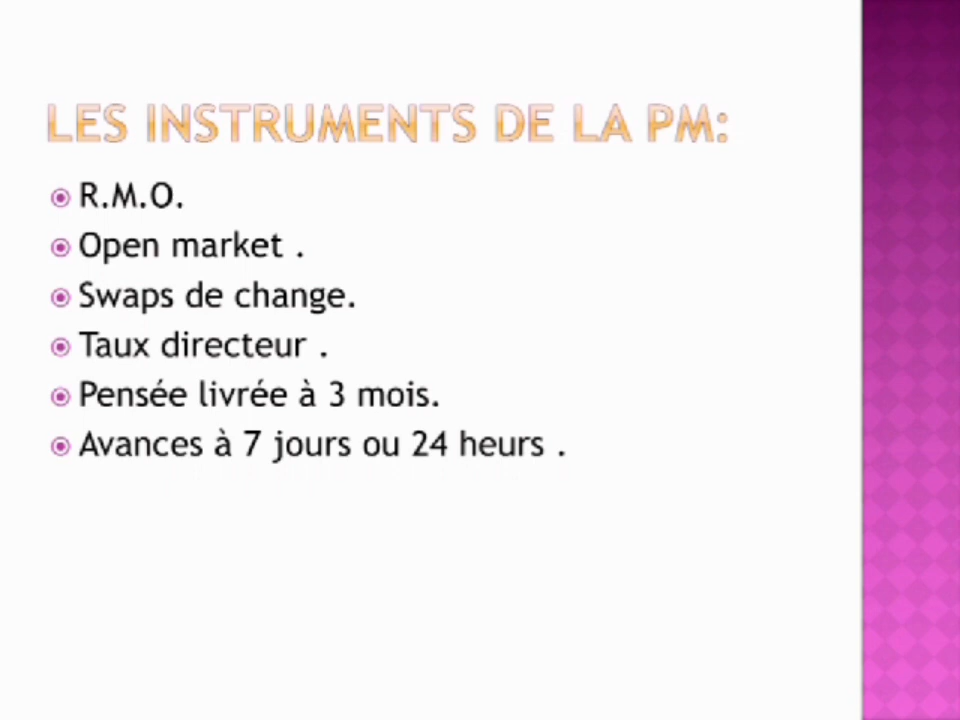 LES INSTRUMENTS DE LA PM:
R.M.O.
Open market .
Swaps de change.
Taux directeur .
Pensée livrée à 3 mois.
Avances à 7 jours ou 24 heurs .